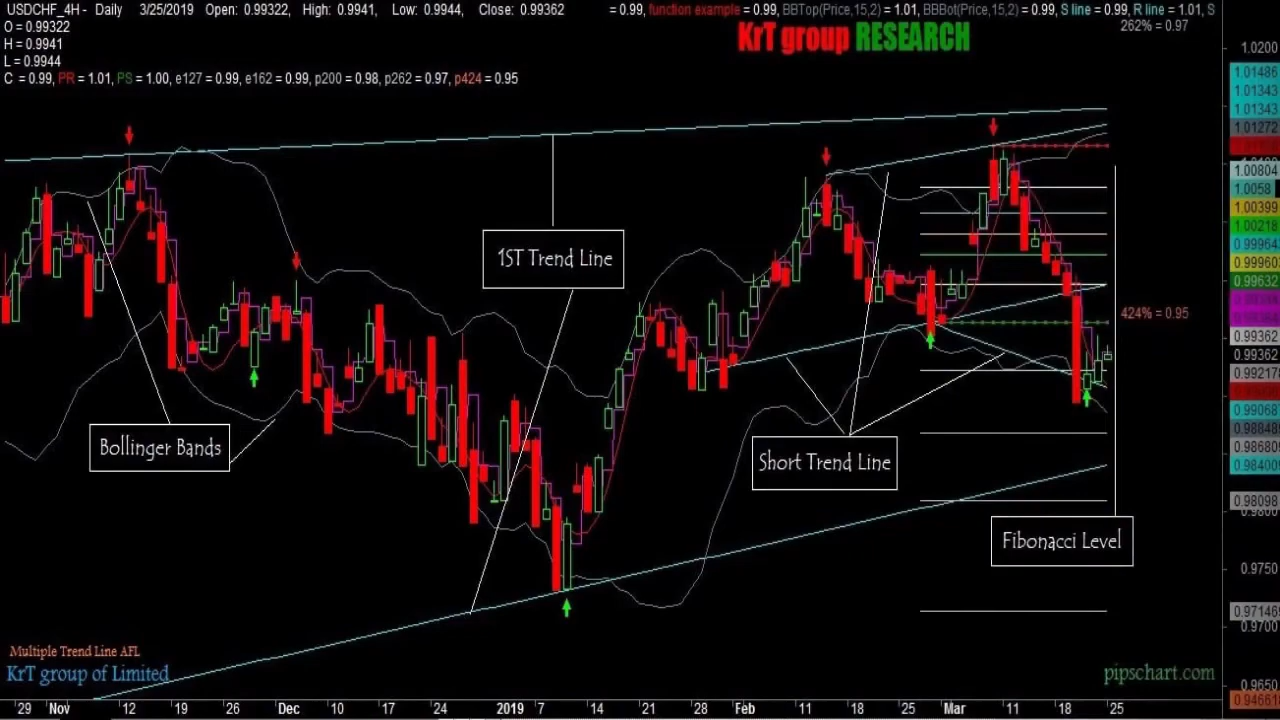 USDCHF_4H - Daily 3/25/2019 Open: 0.99322, High: 0.9941, Low: 0.9944, Close: 0.99362 = 0.99, function example = 0.99, BBTop(Price,15,2) = 1.01, BBBot(Price,15,2) = 0.99, S line = 0.99, R line = 1.01, S
O = 0.99322
H = 0.9941
L = 0.9944
C = 0.99, PR = 1.01, PS = 1.00, e127 = 0.99, e162 = 0.99, p200 = 0.98, p262 = 0.97, p424 = 0.95
262% = 0.97
KrT group RESEARCH
1.0200
1.01486
1.01343
1.01343
1.01272
1.00804
1.0058
1.00399
1.00218
0.99964
0.99960
0.99632
424% = 0.95
0.99362
0.99362
0.99217
0.99068
0.98848
0.98680
0.98400
0.98098
0.9800
0.9750
0.97146
0.9700
0.9650
0.94661
1ST Trend Line
Bollinger Bands
Short Trend Line
Fibonacci Level
Multiple Trend Line AFL
KrT group of Limited
pipschart.com
29 Nov 12 19 26 Dec 10 17 24 2019 7 14 21 28 Feb 11 18 25 Mar 11 18 25